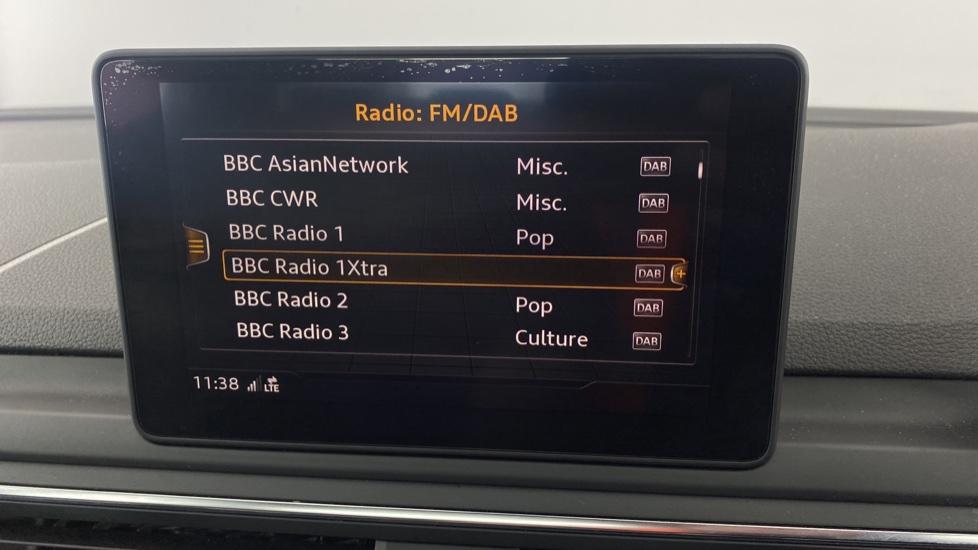 Radio: FM/DAB
BBC AsianNetwork Misc. DAB
BBC CWR Misc. DAB
BBC Radio 1 Pop DAB
BBC Radio 1Xtra DAB +
BBC Radio 2 Pop DAB
BBC Radio 3 Culture DAB
11:38 LTE